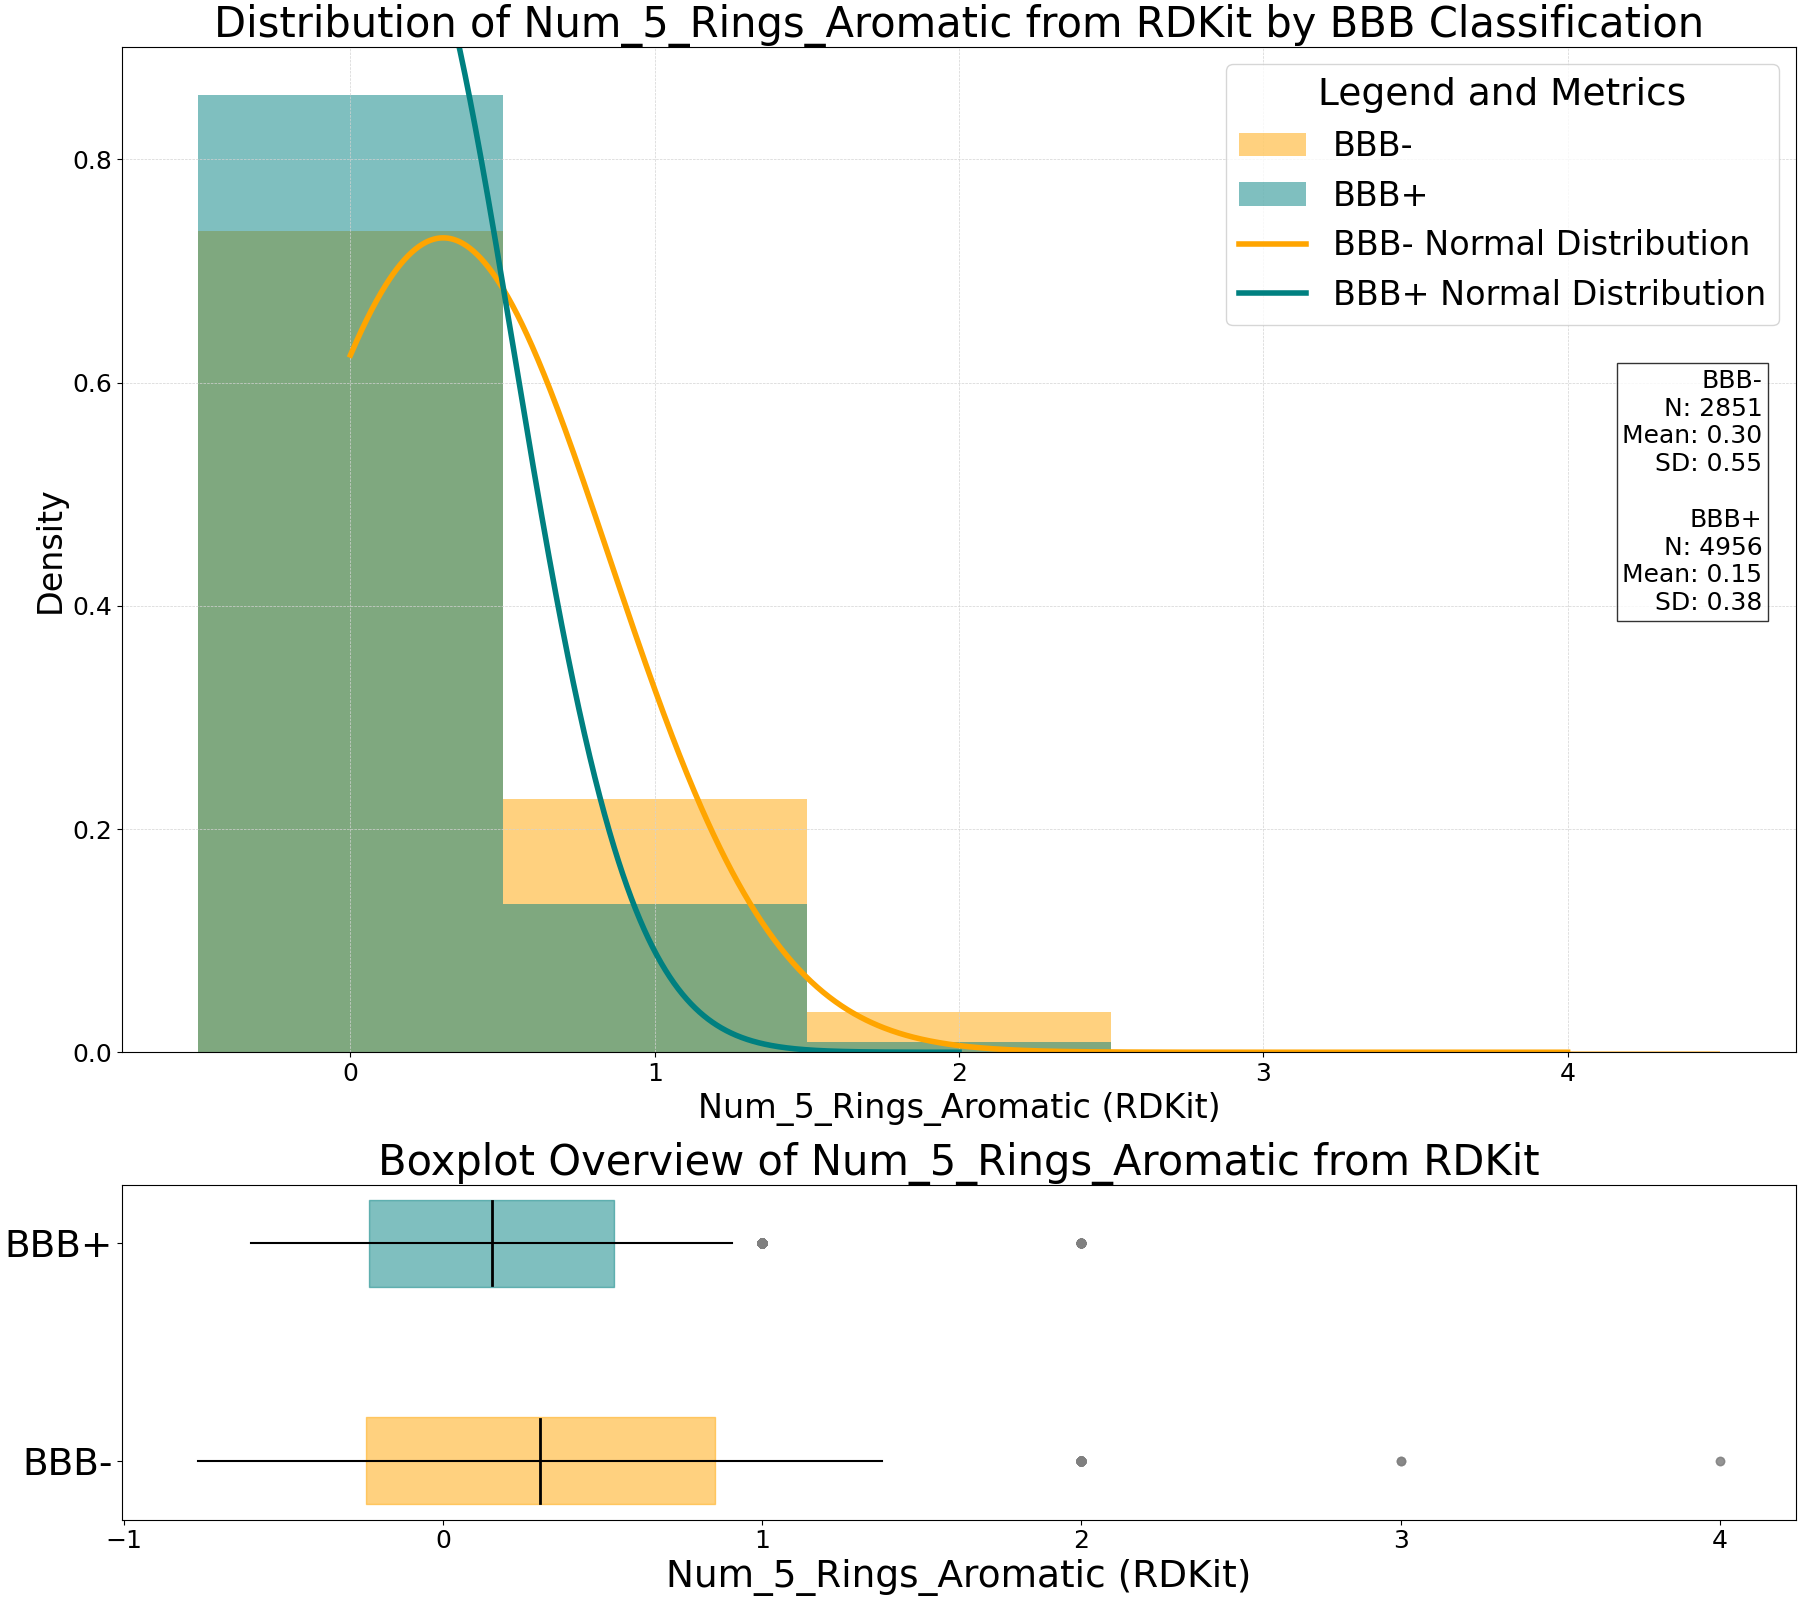 Distribution of Num_5_Rings_Aromatic from RDKit by BBB Classification
Legend and Metrics
BBB-
BBB+
BBB- Normal Distribution
BBB+ Normal Distribution
BBB-
N: 2851
Mean: 0.30
SD: 0.55
BBB+
N: 4956
Mean: 0.15
SD: 0.38
Density
0.8
0.6
0.4
0.2
0.0
0 1 2 3 4
Num_5_Rings_Aromatic (RDKit)
Boxplot Overview of Num_5_Rings_Aromatic from RDKit
BBB+
BBB-
−1 0 1 2 3 4
Num_5_Rings_Aromatic (RDKit)